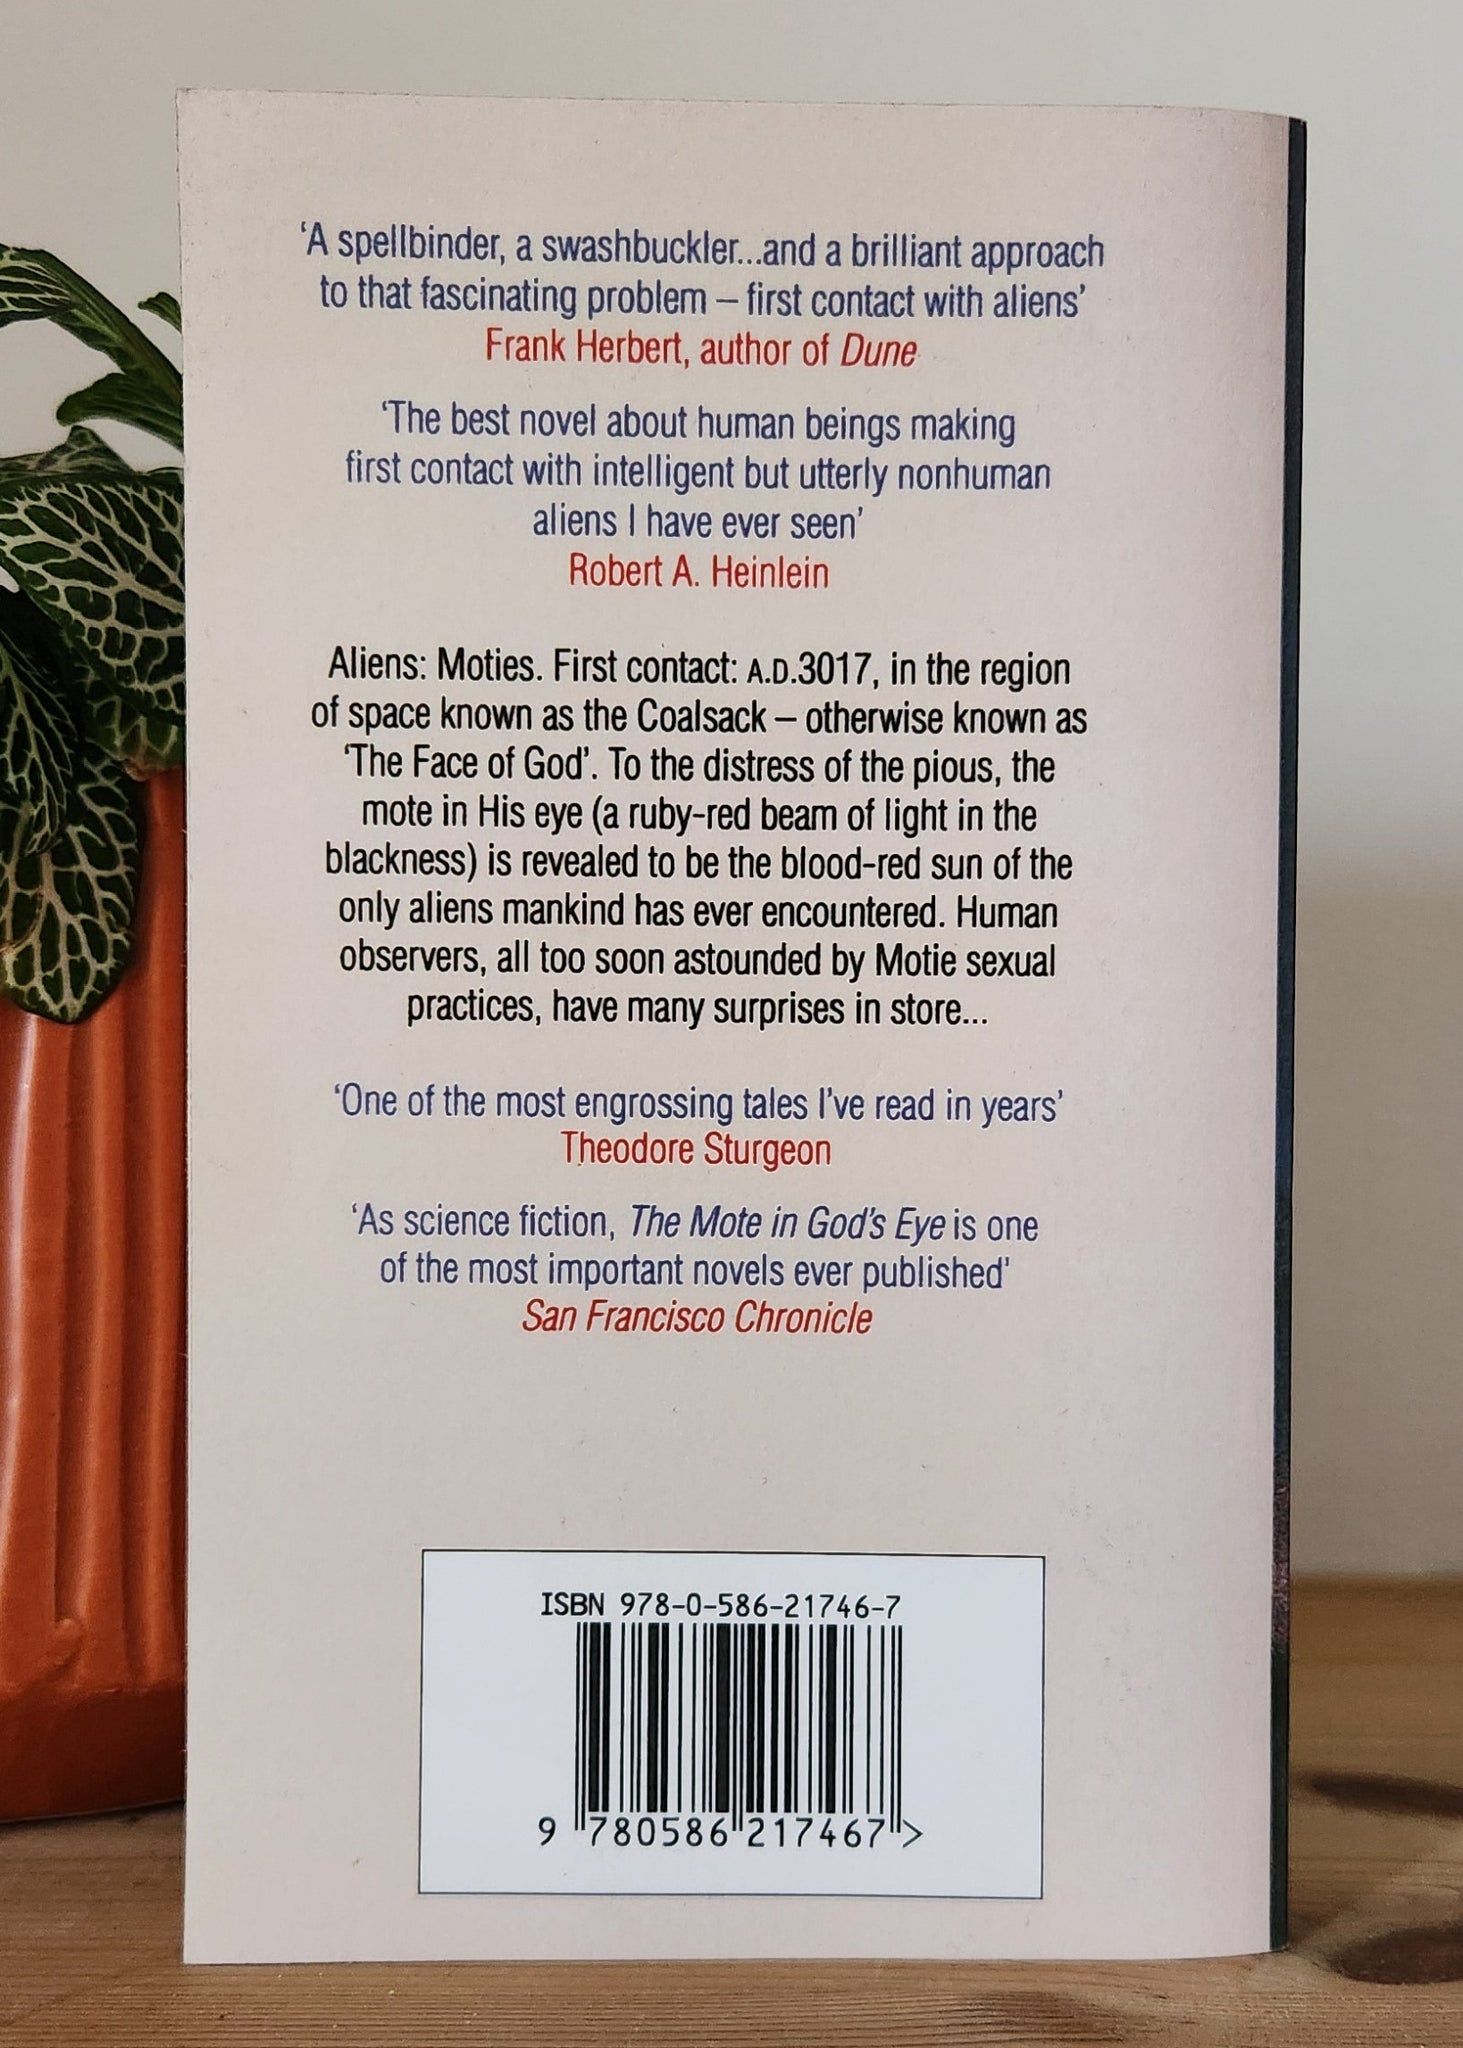 ‘A spellbinder, a swashbuckler...and a brilliant approach
to that fascinating problem – first contact with aliens’
Frank Herbert, author of Dune
‘The best novel about human beings making
first contact with intelligent but utterly nonhuman
aliens I have ever seen’
Robert A. Heinlein
Aliens: Moties. First contact: A.D.3017, in the region
of space known as the Coalsack – otherwise known as
‘The Face of God’. To the distress of the pious, the
mote in His eye (a ruby-red beam of light in the
blackness) is revealed to be the blood-red sun of the
only aliens mankind has ever encountered. Human
observers, all too soon astounded by Motie sexual
practices, have many surprises in store...
‘One of the most engrossing tales I’ve read in years’
Theodore Sturgeon
‘As science fiction, The Mote in God’s Eye is one
of the most important novels ever published’
San Francisco Chronicle
ISBN 978-0-586-21746-7
9 780586 217467 >